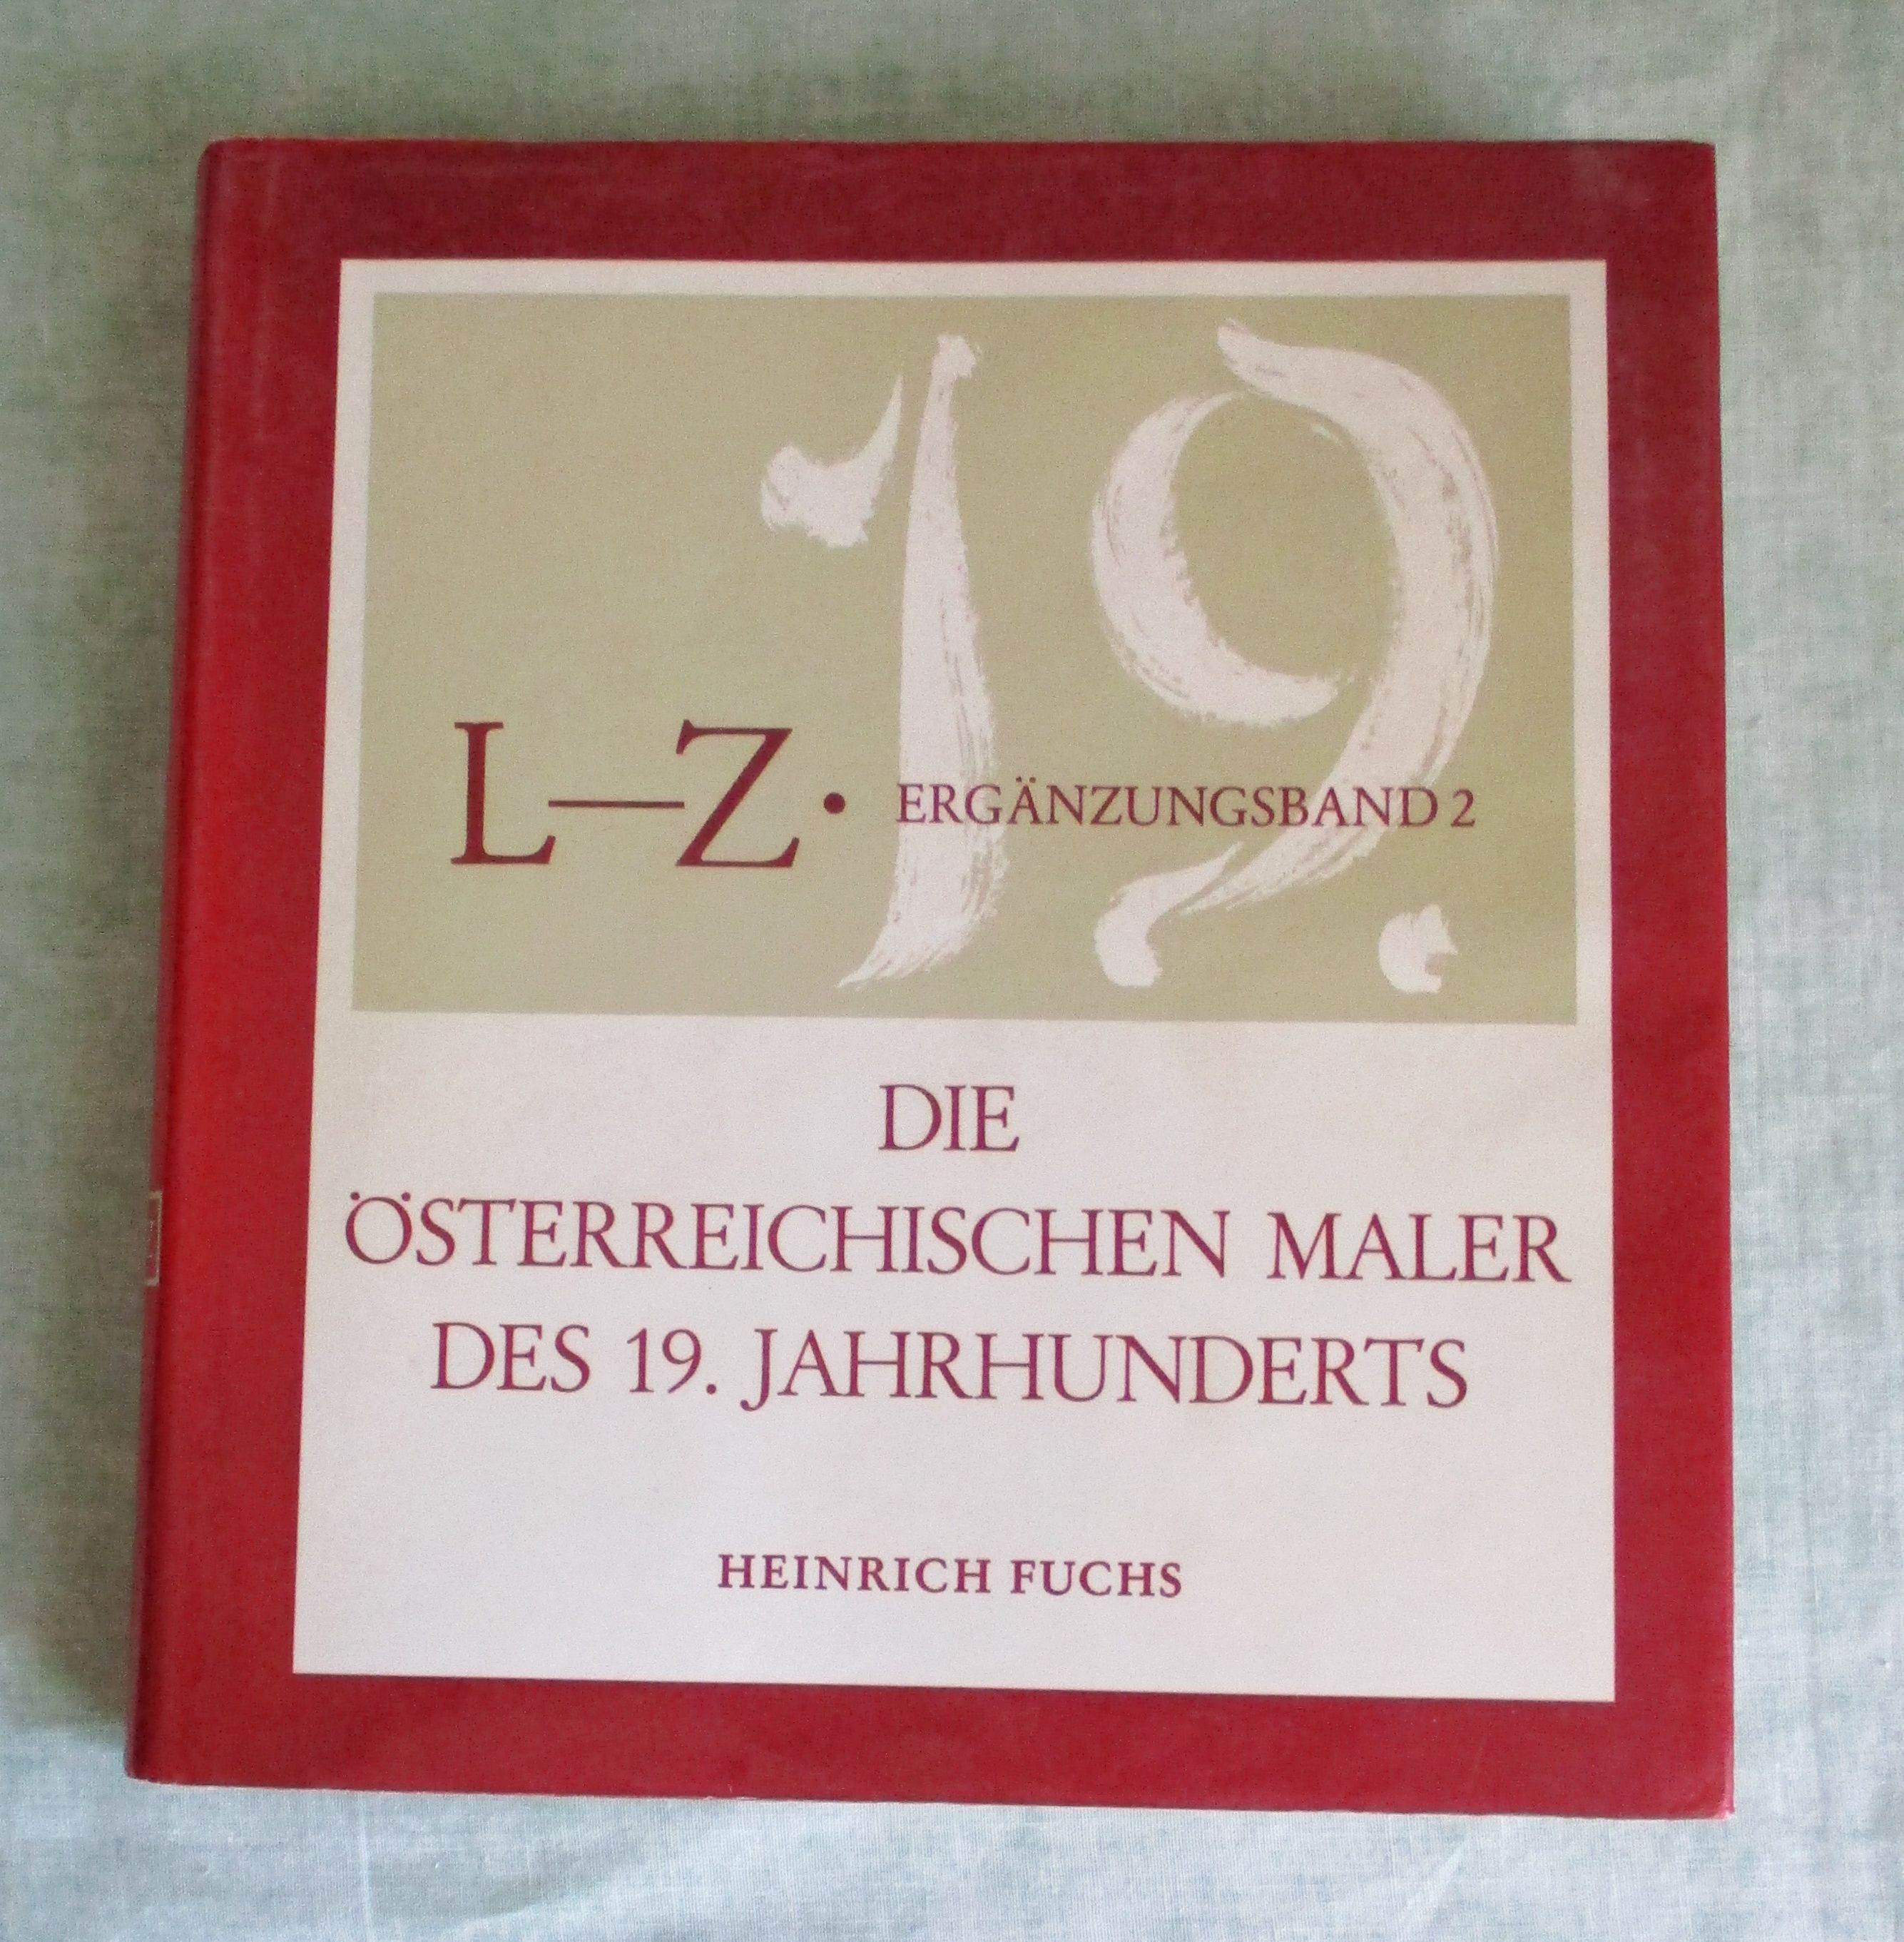 19.
L—Z • ERGÄNZUNGSBAND 2
DIE
ÖSTERREICHISCHEN MALER
DES 19. JAHRHUNDERTS
HEINRICH FUCHS